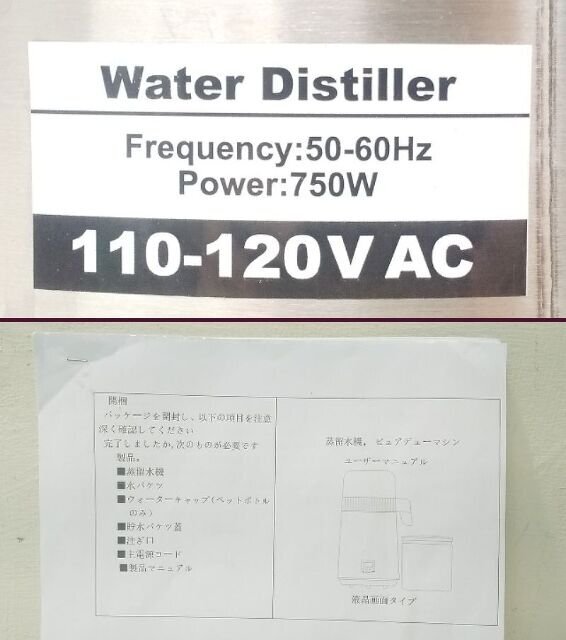 Water Distiller
Frequency:50-60Hz
Power:750W
110-120V AC
開梱
パッケージを開封し、以下の項目を注意
深く確認してください
完了しましたか,次のものが必要です
製品。
■蒸留水機
■水バケツ
■ウォーターキャップ(ペットボトル
のみ)
■貯水バケツ蓋
■注ぎ口
■主電源コード
■製品マニュアル
蒸留水機, ピュアデューマシン
ユーザーマニュアル
液晶画面タイプ